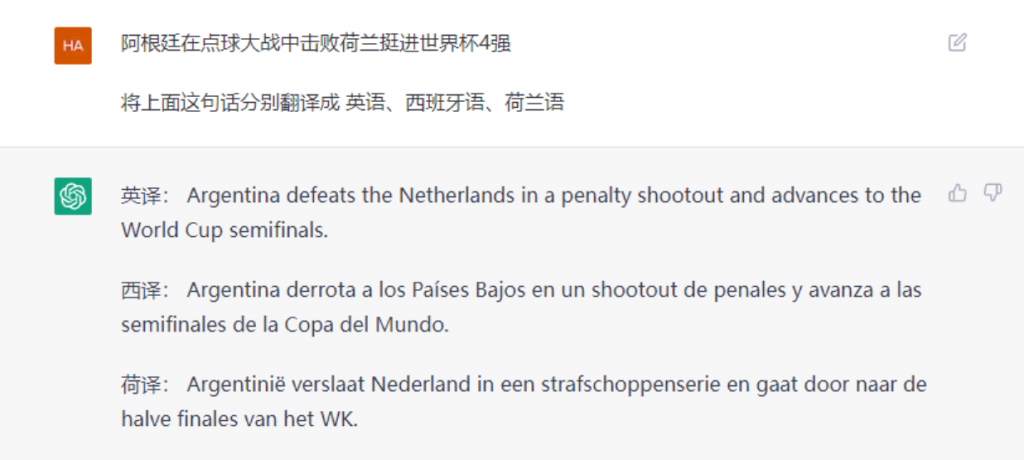 HA
阿根廷在点球大战中击败荷兰挺进世界杯4强
将上面这句话分别翻译成 英语、西班牙语、荷兰语
英译： Argentina defeats the Netherlands in a penalty shootout and advances to the
World Cup semifinals.
西译： Argentina derrota a los Países Bajos en un shootout de penales y avanza a las
semifinales de la Copa del Mundo.
荷译： Argentinië verslaat Nederland in een strafschoppenserie en gaat door naar de
halve finales van het WK.